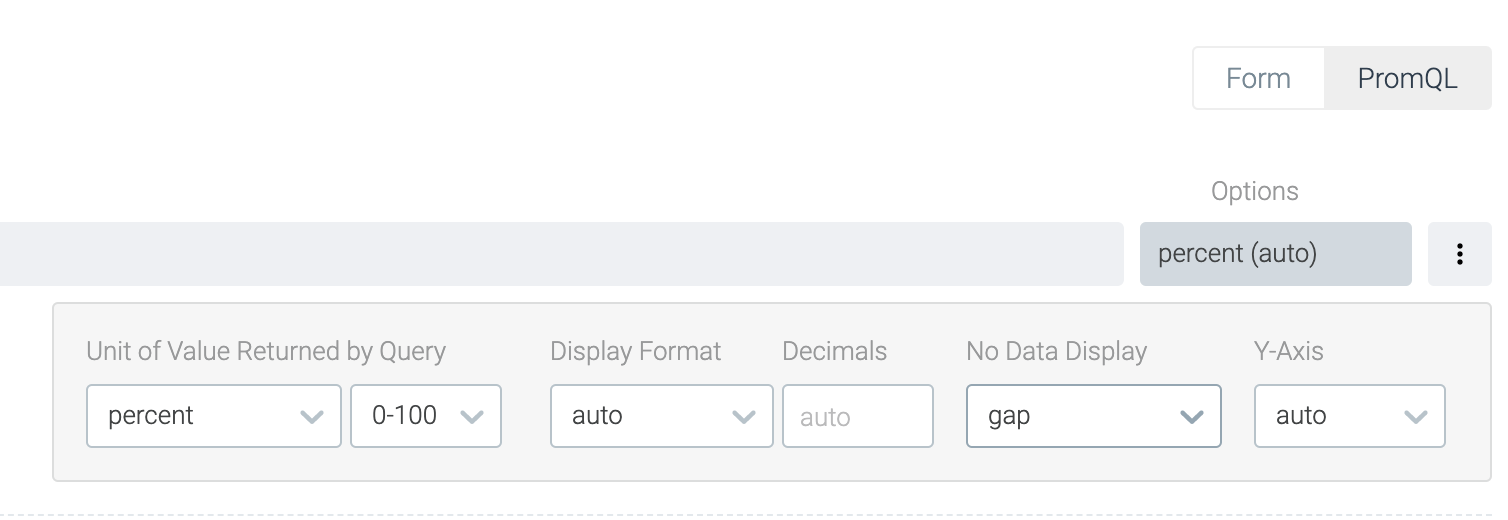 Form PromQL
Options
percent (auto)
Unit of Value Returned by Query Display Format Decimals No Data Display Y-Axis
percent 0-100 auto auto gap auto